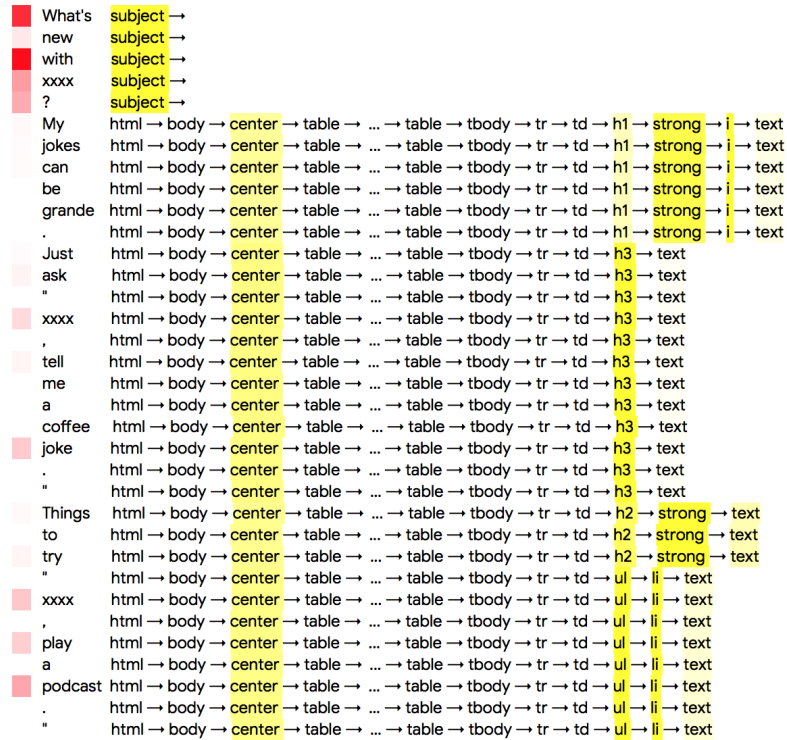 What's subject →
new subject →
with subject →
xxxx subject →
? subject →
My html → body → center → table → ... → table → tbody → tr → td → h1 → strong → i → text
jokes html → body → center → table → ... → table → tbody → tr → td → h1 → strong → i → text
can html → body → center → table → ... → table → tbody → tr → td → h1 → strong → i → text
be html → body → center → table → ... → table → tbody → tr → td → h1 → strong → i → text
grande html → body → center → table → ... → table → tbody → tr → td → h1 → strong → i → text
. html → body → center → table → ... → table → tbody → tr → td → h1 → strong → i → text
Just html → body → center → table → ... → table → tbody → tr → td → h3 → text
ask html → body → center → table → ... → table → tbody → tr → td → h3 → text
" html → body → center → table → ... → table → tbody → tr → td → h3 → text
xxxx html → body → center → table → ... → table → tbody → tr → td → h3 → text
, html → body → center → table → ... → table → tbody → tr → td → h3 → text
tell html → body → center → table → ... → table → tbody → tr → td → h3 → text
me html → body → center → table → ... → table → tbody → tr → td → h3 → text
a html → body → center → table → ... → table → tbody → tr → td → h3 → text
coffee html → body → center → table → ... → table → tbody → tr → td → h3 → text
joke html → body → center → table → ... → table → tbody → tr → td → h3 → text
. html → body → center → table → ... → table → tbody → tr → td → h3 → text
" html → body → center → table → ... → table → tbody → tr → td → h3 → text
Things html → body → center → table → ... → table → tbody → tr → td → h2 → strong → text
to html → body → center → table → ... → table → tbody → tr → td → h2 → strong → text
try html → body → center → table → ... → table → tbody → tr → td → h2 → strong → text
" html → body → center → table → ... → table → tbody → tr → td → ul → li → text
xxxx html → body → center → table → ... → table → tbody → tr → td → ul → li → text
, html → body → center → table → ... → table → tbody → tr → td → ul → li → text
play html → body → center → table → ... → table → tbody → tr → td → ul → li → text
a html → body → center → table → ... → table → tbody → tr → td → ul → li → text
podcast html → body → center → table → ... → table → tbody → tr → td → ul → li → text
. html → body → center → table → ... → table → tbody → tr → td → ul → li → text
" html → body → center → table → ... → table → tbody → tr → td → ul → li → text